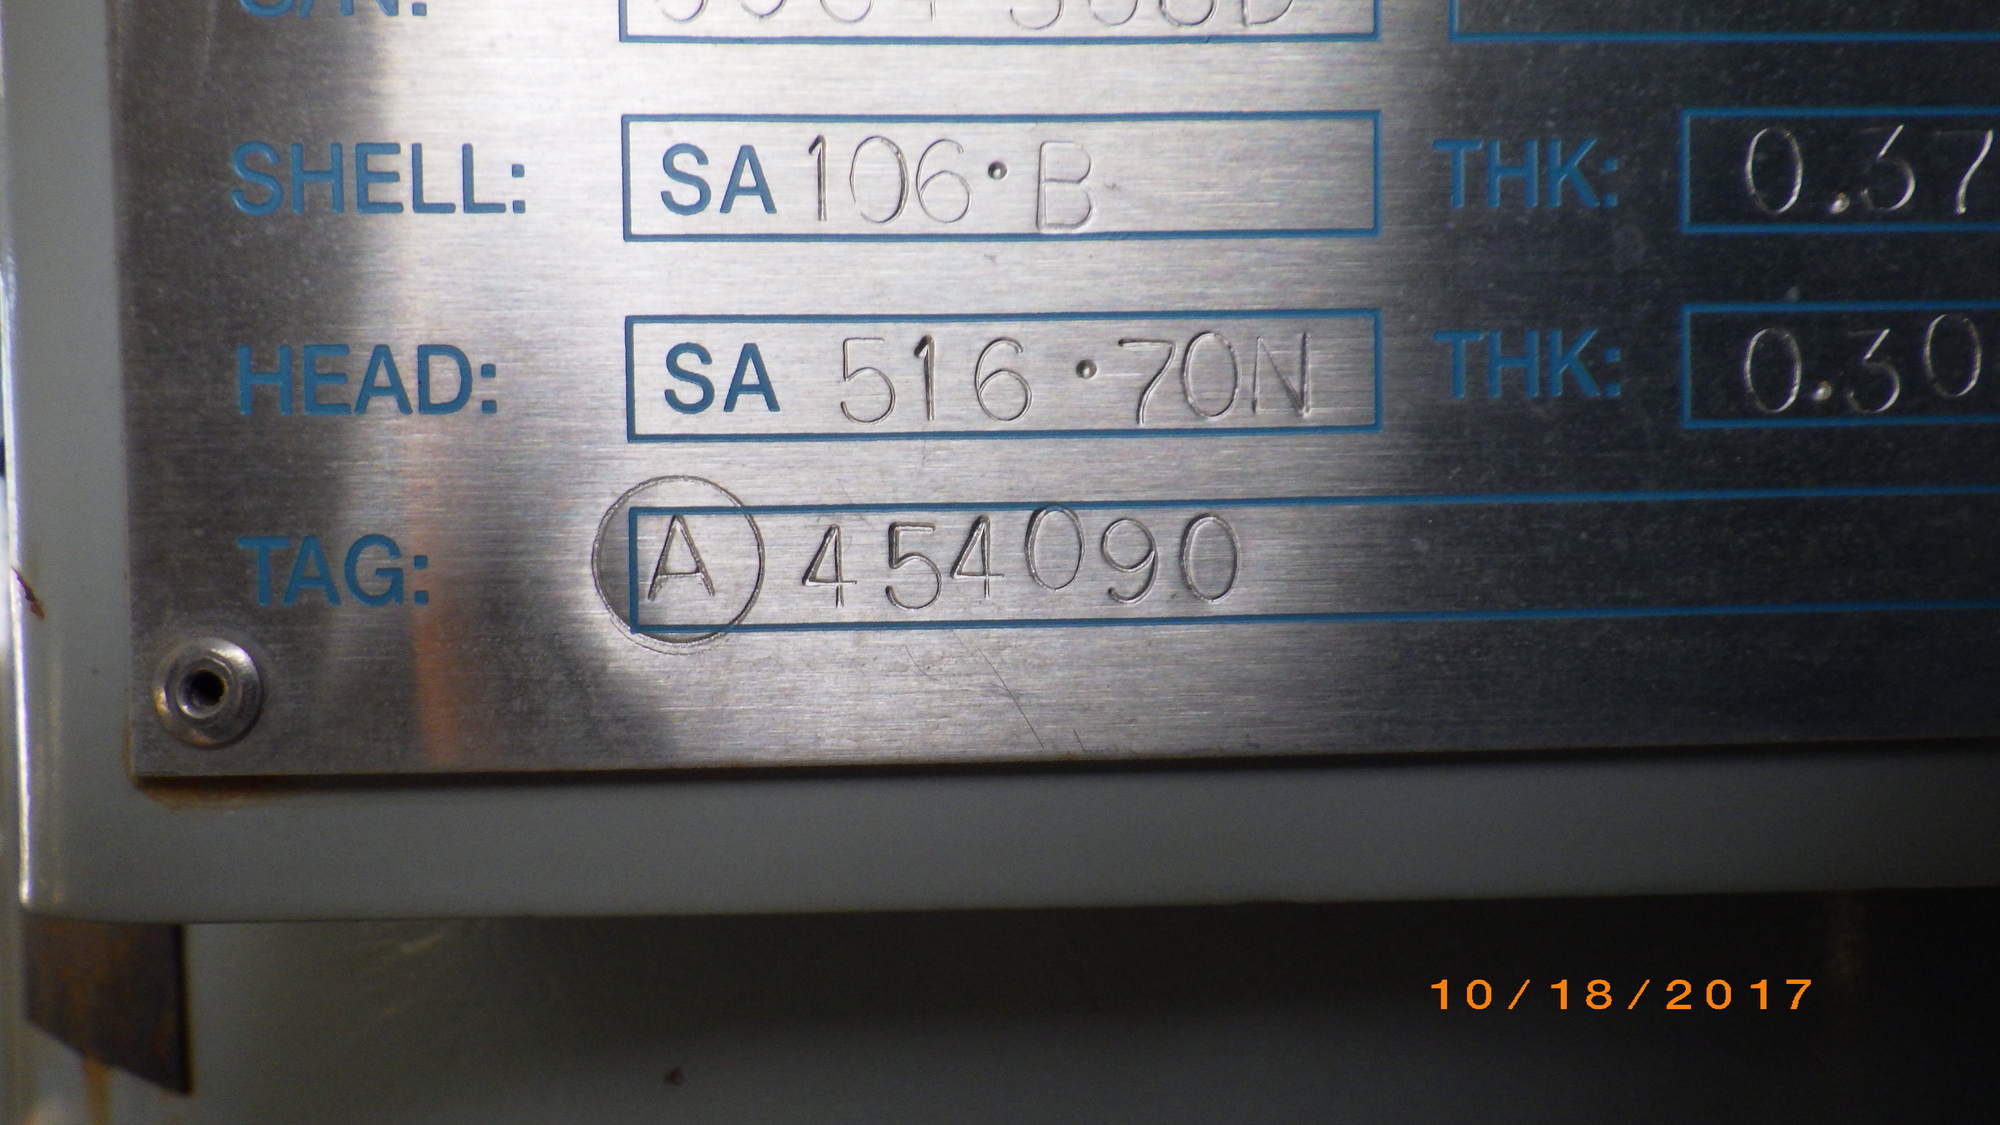 S/N:
SHELL: SA 106·B THK: 0.37
HEAD: SA 516·70N THK: 0.30
TAG: A 454090
10/18/2017